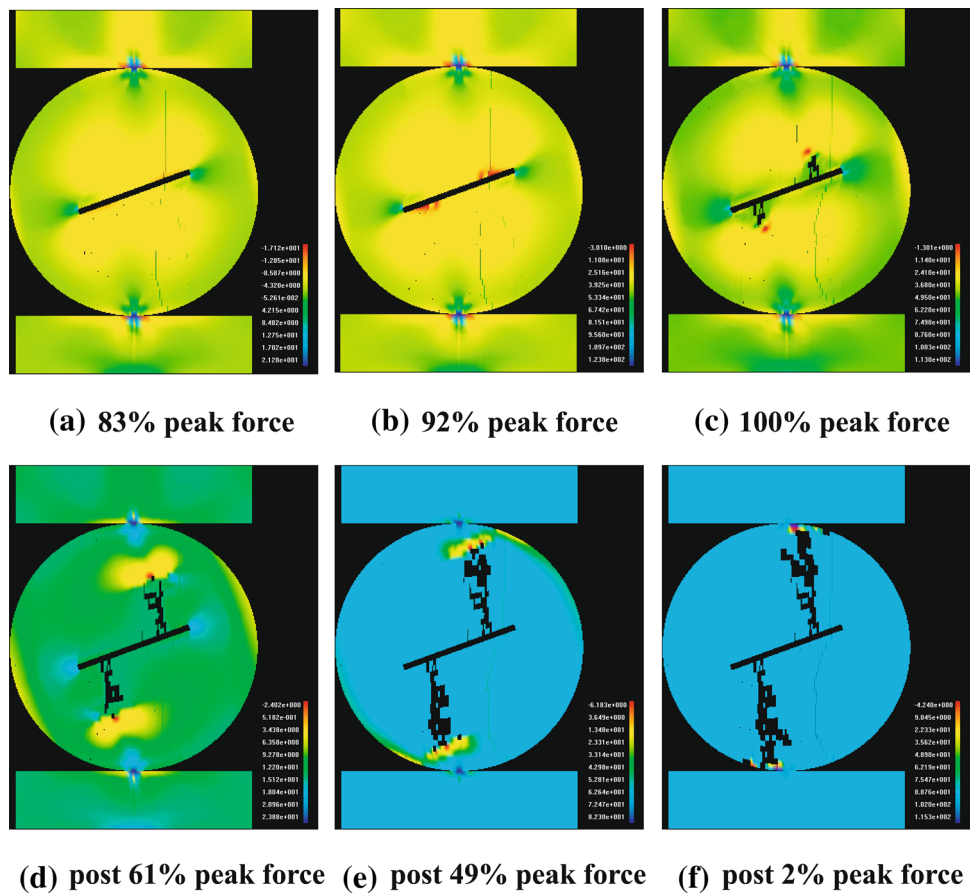 -1.712e+001
-1.285e+001
-8.587e+000
-4.320e+000
-5.261e-002
4.215e+000
8.482e+000
1.275e+001
1.702e+001
2.128e+001
-3.010e+000
1.108e+001
2.516e+001
3.925e+001
5.334e+001
6.742e+001
8.151e+001
9.560e+001
1.097e+002
1.238e+002
-1.301e+001
1.140e+001
2.410e+001
3.680e+001
4.950e+001
6.220e+001
7.490e+001
8.760e+001
1.003e+002
1.130e+002
(a) 83% peak force
(b) 92% peak force
(c) 100% peak force
-2.402e+000
5.182e-001
3.438e+000
6.358e+000
9.278e+000
1.220e+001
1.512e+001
1.804e+001
2.096e+001
2.388e+001
-6.183e+000
3.649e+000
1.348e+001
2.331e+001
3.314e+001
4.298e+001
5.281e+001
6.264e+001
7.247e+001
8.230e+001
-4.240e+000
9.045e+000
2.233e+001
3.562e+001
4.890e+001
6.219e+001
7.547e+001
8.876e+001
1.020e+002
1.153e+002
(d) post 61% peak force
(e) post 49% peak force
(f) post 2% peak force